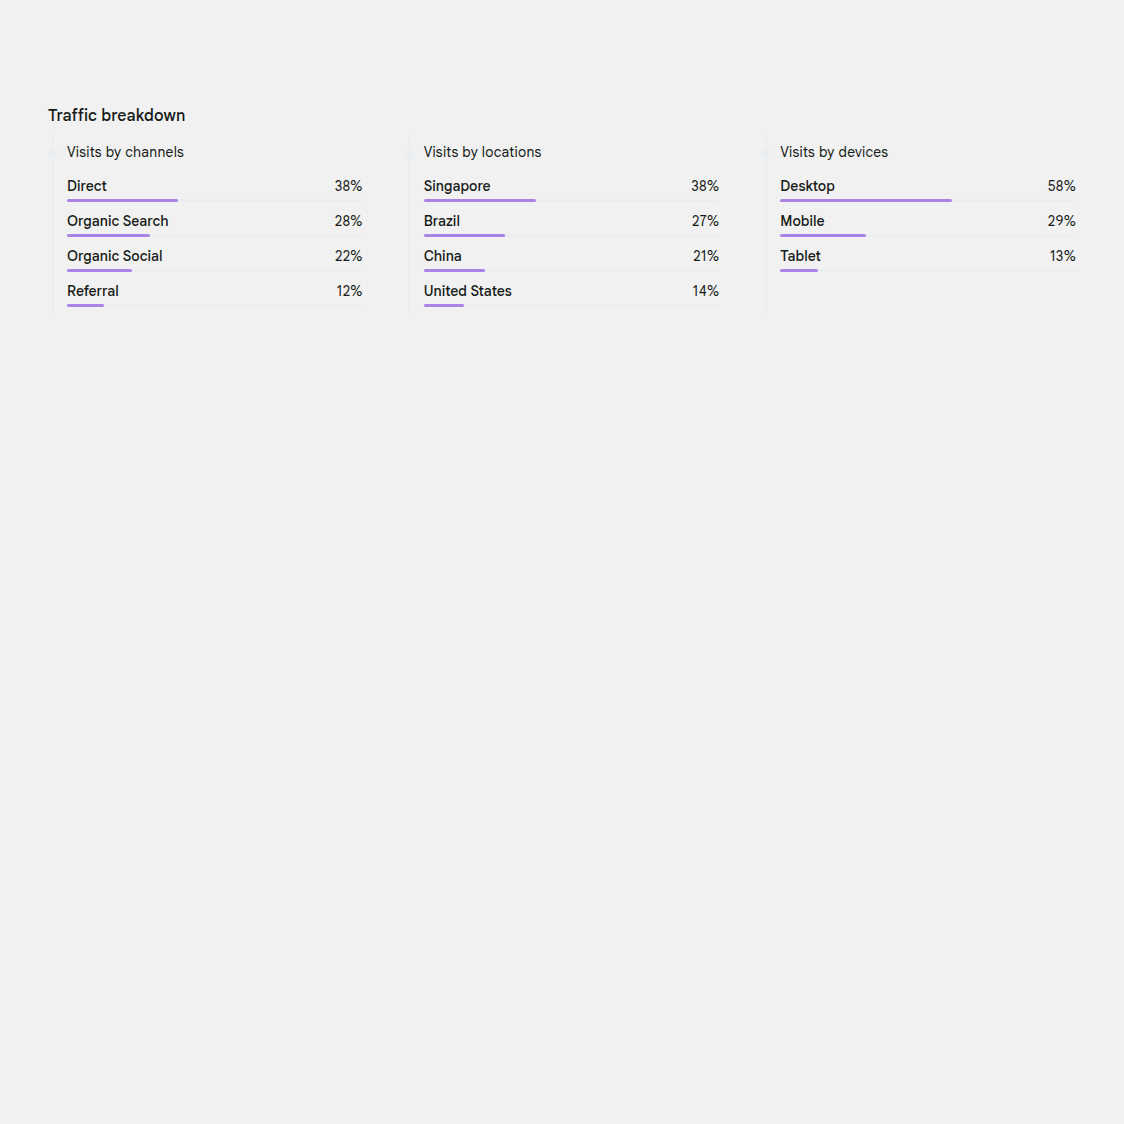 Traffic breakdown
Visits by channels
Direct 38%
Organic Search 28%
Organic Social 22%
Referral 12%
Visits by locations
Singapore 38%
Brazil 27%
China 21%
United States 14%
Visits by devices
Desktop 58%
Mobile 29%
Tablet 13%